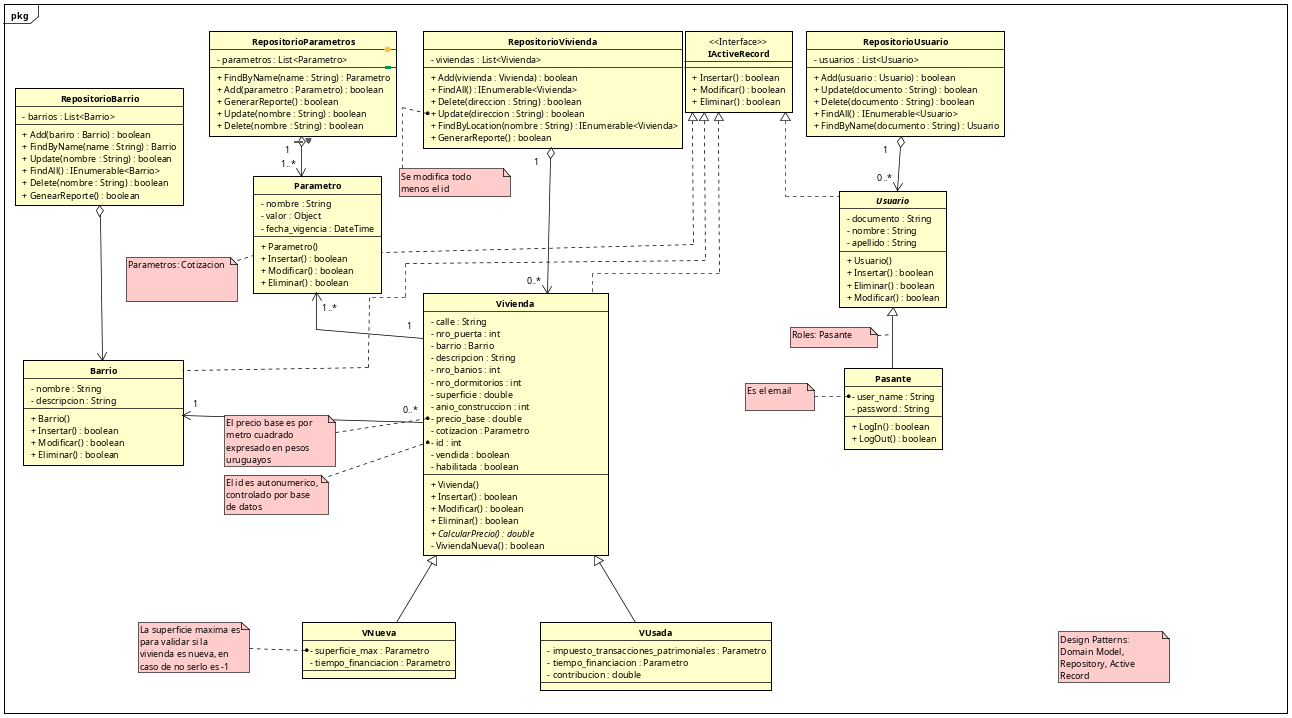 pkg
RepositorioParametros
- parametros : List<Parametro>
+ FindByName(name : String) : Parametro
+ Add(parametro : Parametro) : boolean
+ GenerarReporte() : boolean
+ Update(nombre : String) : boolean
+ Delete(nombre : String) : boolean
RepositorioVivienda
- viviendas : List<Vivienda>
+ Add(vivienda : Vivienda) : boolean
+ FindAll() : IEnumerable<Vivienda>
+ Delete(direccion : String) : boolean
+ Update(direccion : String) : boolean
+ FindByLocation(nombre : String) : IEnumerable<Vivienda>
+ GenerarReporte() : boolean
<<Interface>>
IActiveRecord
+ Insertar() : boolean
+ Modificar() : boolean
+ Eliminar() : boolean
RepositorioUsuario
- usuarios : List<Usuario>
+ Add(usuario : Usuario) : boolean
+ Update(documento : String) : boolean
+ Delete(documento : String) : boolean
+ FindAll() : IEnumerable<Usuario>
+ FindByName(documento : String) : Usuario
RepositorioBarrio
- barrios : List<Barrio>
+ Add(bariro : Barrio) : boolean
+ FindByName(name : String) : Barrio
+ Update(nombre : String) : boolean
+ FindAll() : IEnumerable<Barrio>
+ Delete(nombre : String) : boolean
+ GenearReporte() : boolean
1
1..*
1
1
0..*
Se modifica todo
menos el id
Parametro
- nombre : String
- valor : Object
- fecha_vigencia : DateTime
+ Parametro()
+ Insertar() : boolean
+ Modificar() : boolean
+ Eliminar() : boolean
Usuario
- documento : String
- nombre : String
- apellido : String
+ Usuario()
+ Insertar() : boolean
+ Eliminar() : boolean
+ Modificar() : boolean
Parametros: Cotizacion
0..*
1..*
1
Vivienda
- calle : String
- nro_puerta : int
- barrio : Barrio
- descripcion : String
- nro_banios : int
- nro_dormitorios : int
- superficie : double
- anio_construccion : int
- precio_base : double
- cotizacion : Parametro
- id : int
- vendida : boolean
- habilitada : boolean
+ Vivienda()
+ Insertar() : boolean
+ Modificar() : boolean
+ Eliminar() : boolean
+ CalcularPrecio() : double
- ViviendaNueva() : boolean
Roles: Pasante
Barrio
- nombre : String
- descripcion : String
+ Barrio()
+ Insertar() : boolean
+ Modificar() : boolean
+ Eliminar() : boolean
Es el email
Pasante
- user_name : String
- password : String
+ LogIn() : boolean
+ LogOut() : boolean
1
0..*
El precio base es por
metro cuadrado
expresado en pesos
uruguayos
El id es autonumerico,
controlado por base
de datos
La superficie maxima es
para validar si la
vivienda es nueva, en
caso de no serlo es -1
VNueva
- superficie_max : Parametro
- tiempo_financiacion : Parametro
VUsada
- impuesto_transacciones_patrimoniales : Parametro
- tiempo_financiacion : Parametro
- contribucion : double
Design Patterns:
Domain Model,
Repository, Active
Record